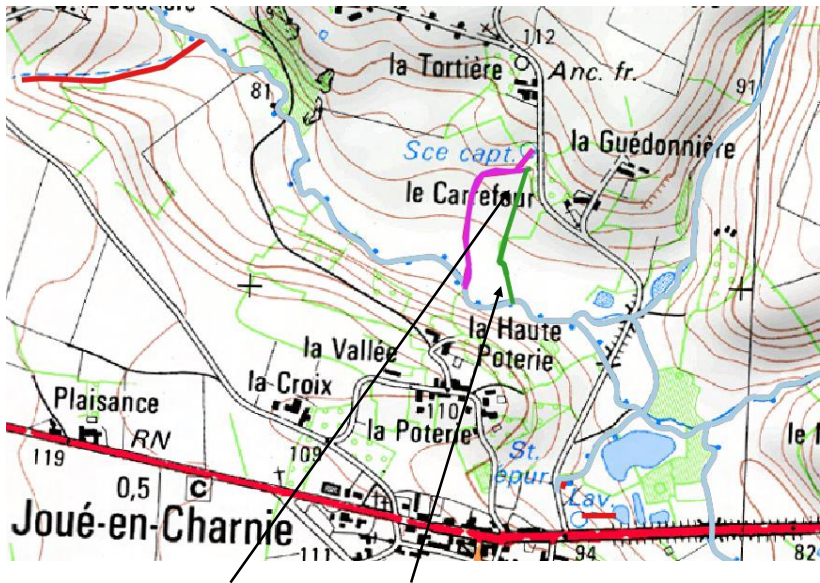 112
la Tortière
Anc. fr.
81
91
Sce capt.
la Guédonnière
le Carrefour
la Haute
Poterie
la Vallée
la Croix
110
Plaisance
la Poterie
RN
109
St.
épur.
le
119
0,5
C
Lav.
Joué-en-Charnie
111
94
82